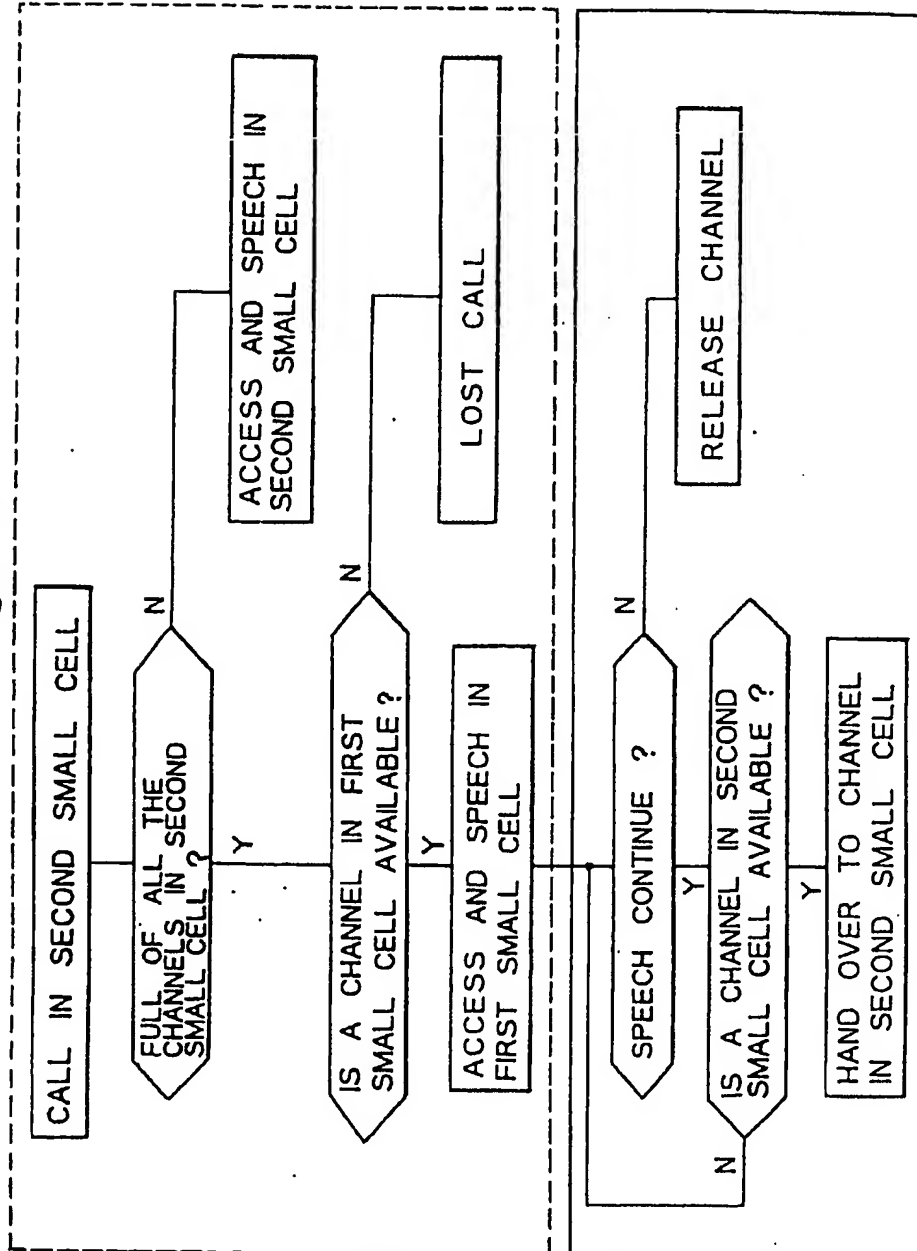 CALL IN SECOND SMALL CELL
FULL OF ALL THE
CHANNELS IN SECOND
SMALL CELL ?
N
ACCESS AND SPEECH IN
SECOND SMALL CELL
Y
IS A CHANNEL IN FIRST
SMALL CELL AVAILABLE ?
N
LOST CALL
Y
ACCESS AND SPEECH IN
FIRST SMALL CELL
SPEECH CONTINUE ?
N
RELEASE CHANNEL
Y
IS A CHANNEL IN SECOND
SMALL CELL AVAILABLE ?
N
Y
HAND OVER TO CHANNEL
IN SECOND SMALL CELL